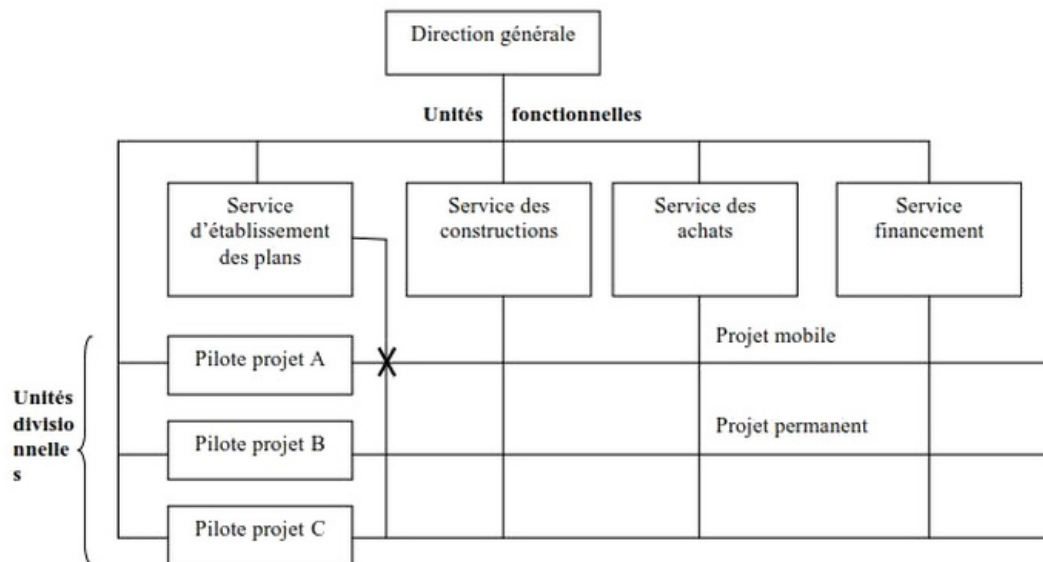 Direction générale
Unités fonctionnelles
Service
d'établissement
des plans
Service des
constructions
Service des
achats
Service
financement
Projet mobile
Pilote projet A
Unités
divisio
nnelle
s
Projet permanent
Pilote projet B
Pilote projet C